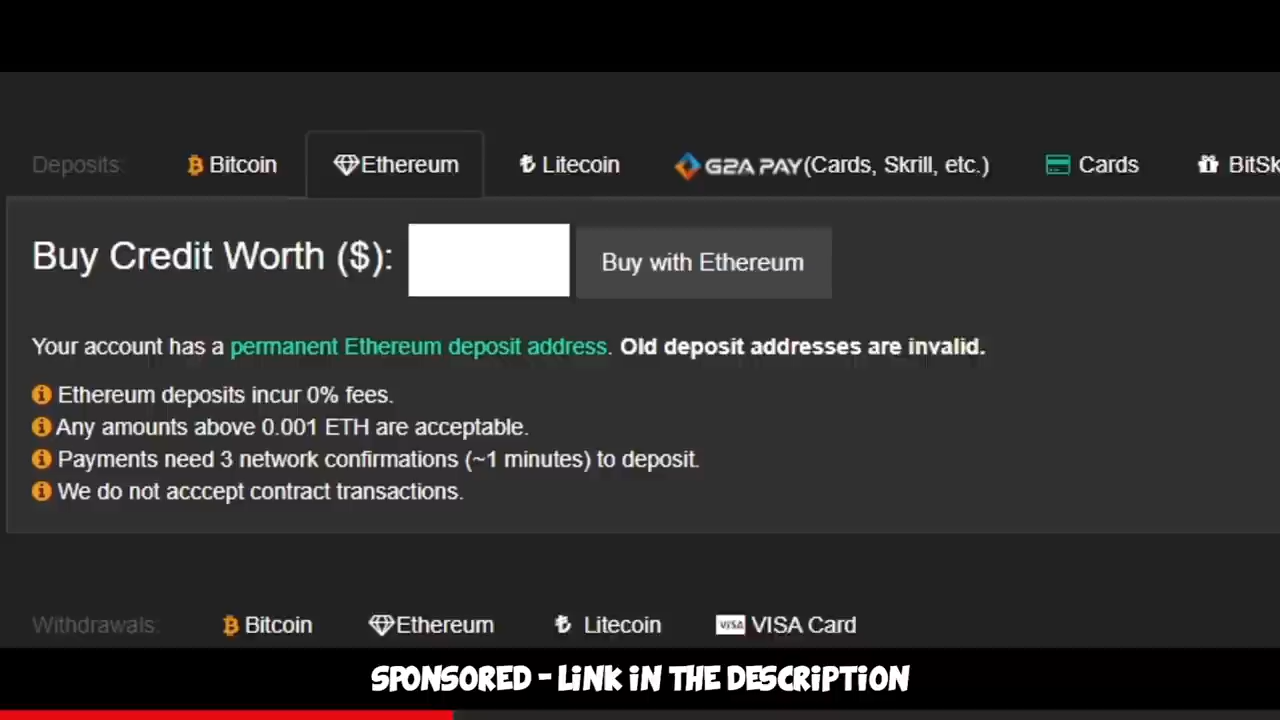 Deposits: Bitcoin Ethereum Litecoin G2A PAY(Cards, Skrill, etc.) Cards BitSk
Buy Credit Worth ($): Buy with Ethereum
Your account has a permanent Ethereum deposit address. Old deposit addresses are invalid.
Ethereum deposits incur 0% fees.
Any amounts above 0.001 ETH are acceptable.
Payments need 3 network confirmations (~1 minutes) to deposit.
We do not acccept contract transactions.
Withdrawals: Bitcoin Ethereum Litecoin VISA VISA Card
SPONSORED - LINK IN THE DESCRIPTION